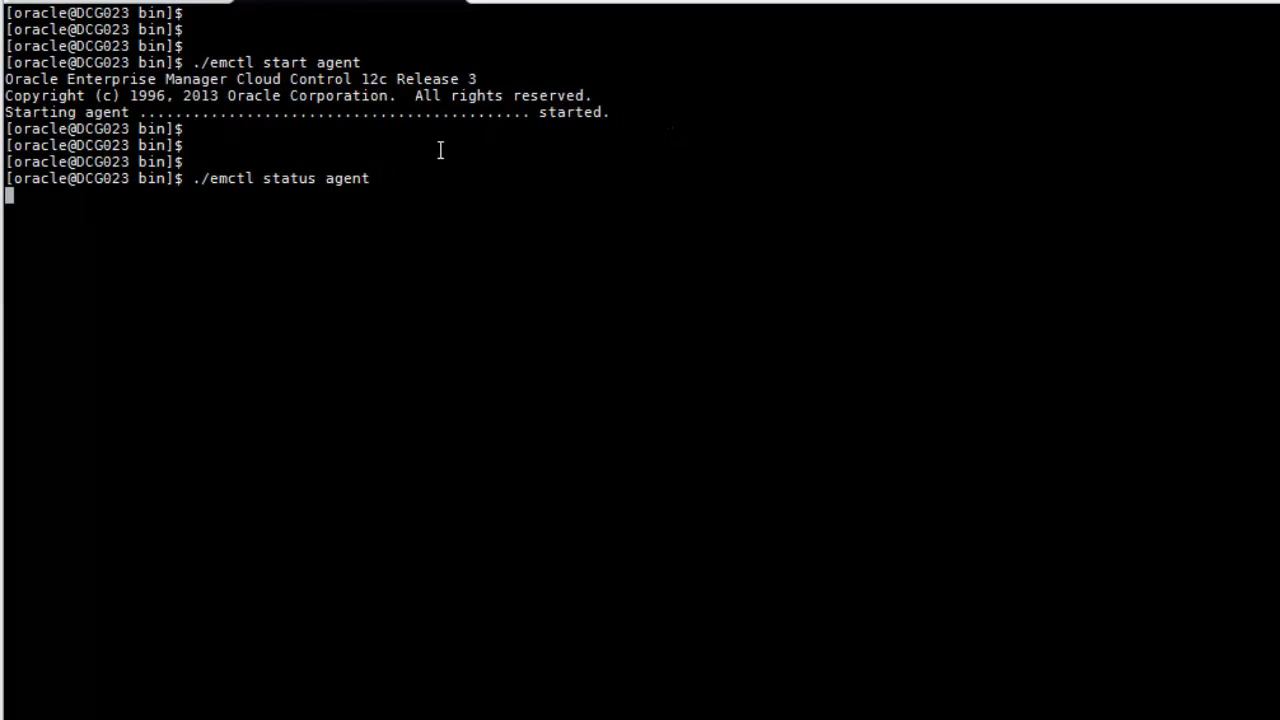 [oracle@DCG023 bin]$
[oracle@DCG023 bin]$
[oracle@DCG023 bin]$
[oracle@DCG023 bin]$ ./emctl start agent
Oracle Enterprise Manager Cloud Control 12c Release 3
Copyright (c) 1996, 2013 Oracle Corporation.  All rights reserved.
Starting agent ............................................ started.
[oracle@DCG023 bin]$
[oracle@DCG023 bin]$
[oracle@DCG023 bin]$
[oracle@DCG023 bin]$ ./emctl status agent